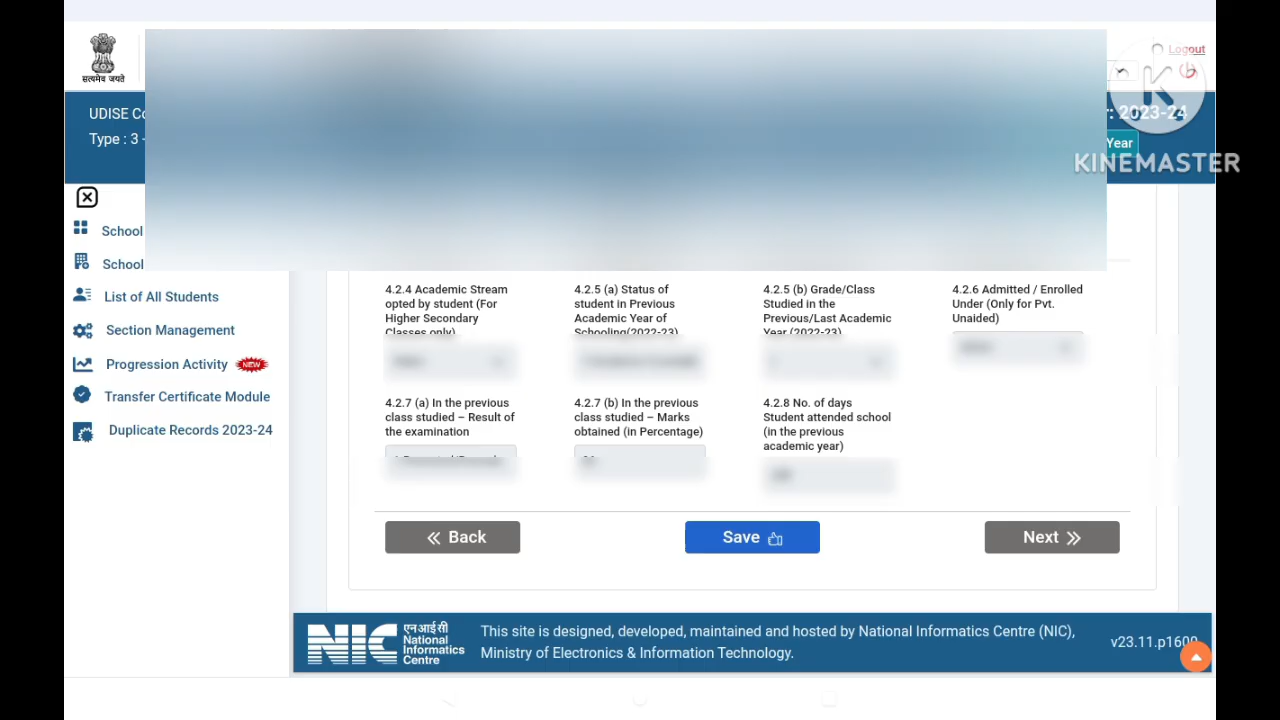 सत्यमेव जयते
Logout
UDISE Co
: 2023-24
Type : 3 -
Year
KINEMASTER
School
School
List of All Students
Section Management
Progression Activity NEW
Transfer Certificate Module
Duplicate Records 2023-24
4.2.4 Academic Stream
opted by student (For
Higher Secondary
Classes only)
4.2.5 (a) Status of
student in Previous
Academic Year of
Schooling(2022-23)
4.2.5 (b) Grade/Class
Studied in the
Previous/Last Academic
Year (2022-23)
4.2.6 Admitted / Enrolled
Under (Only for Pvt.
Unaided)
4.2.7 (a) In the previous
class studied – Result of
the examination
4.2.7 (b) In the previous
class studied – Marks
obtained (in Percentage)
4.2.8 No. of days
Student attended school
(in the previous
academic year)
Back
Save
Next
NIC
एनआईसी
National
Informatics
Centre
This site is designed, developed, maintained and hosted by National Informatics Centre (NIC),
Ministry of Electronics & Information Technology.
v23.11.p1600